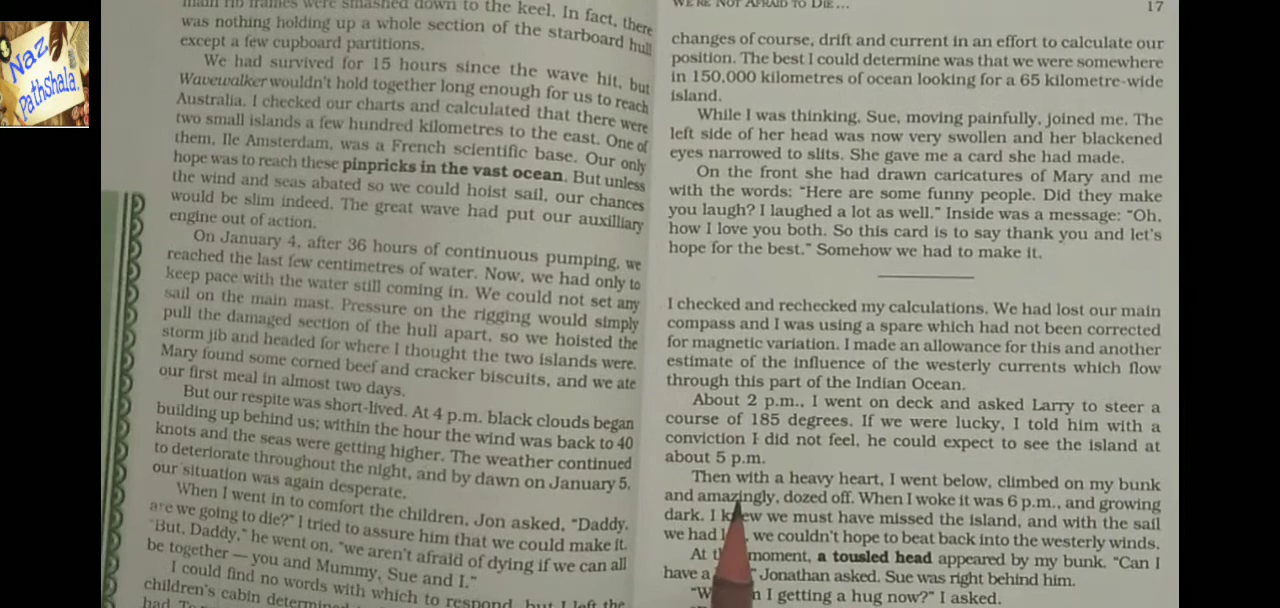 Naz
Pathshala.
main rib frames were smashed down to the keel. In fact, there
was nothing holding up a whole section of the starboard hull
except a few cupboard partitions.
We had survived for 15 hours since the wave hit, but
Wavewalker wouldn't hold together long enough for us to reach
Australia. I checked our charts and calculated that there were
two small islands a few hundred kilometres to the east. One of
them, Ile Amsterdam, was a French scientific base. Our only
hope was to reach these pinpricks in the vast ocean. But unless
the wind and seas abated so we could hoist sail, our chances
would be slim indeed. The great wave had put our auxilliary
engine out of action.
On January 4, after 36 hours of continuous pumping, we
reached the last few centimetres of water. Now, we had only to
keep pace with the water still coming in. We could not set any
sail on the main mast. Pressure on the rigging would simply
pull the damaged section of the hull apart, so we hoisted the
storm jib and headed for where I thought the two islands were.
Mary found some corned beef and cracker biscuits, and we ate
our first meal in almost two days.
But our respite was short-lived. At 4 p.m. black clouds began
building up behind us; within the hour the wind was back to 40
knots and the seas were getting higher. The weather continued
to deteriorate throughout the night, and by dawn on January 5,
our situation was again desperate.
When I went in to comfort the children, Jon asked, "Daddy,
are we going to die?" I tried to assure him that we could make it.
"But, Daddy," he went on, "we aren't afraid of dying if we can all
be together — you and Mummy, Sue and I."
I could find no words with which to respond, but I left the
children's cabin determined
had
WE'RE NOT AFRAID TO DIE... 17
changes of course, drift and current in an effort to calculate our
position. The best I could determine was that we were somewhere
in 150,000 kilometres of ocean looking for a 65 kilometre-wide
island.
While I was thinking, Sue, moving painfully, joined me. The
left side of her head was now very swollen and her blackened
eyes narrowed to slits. She gave me a card she had made.
On the front she had drawn caricatures of Mary and me
with the words: "Here are some funny people. Did they make
you laugh? I laughed a lot as well." Inside was a message: "Oh,
how I love you both. So this card is to say thank you and let's
hope for the best." Somehow we had to make it.
I checked and rechecked my calculations. We had lost our main
compass and I was using a spare which had not been corrected
for magnetic variation. I made an allowance for this and another
estimate of the influence of the westerly currents which flow
through this part of the Indian Ocean.
About 2 p.m., I went on deck and asked Larry to steer a
course of 185 degrees. If we were lucky, I told him with a
conviction I did not feel, he could expect to see the island at
about 5 p.m.
Then with a heavy heart, I went below, climbed on my bunk
and amazingly, dozed off. When I woke it was 6 p.m., and growing
dark. I knew we must have missed the island, and with the sail
we had we couldn't hope to beat back into the westerly winds.
At moment, a tousled head appeared by my bunk. "Can I
have a Jonathan asked. Sue was right behind him.
I getting a hug now?" I asked.